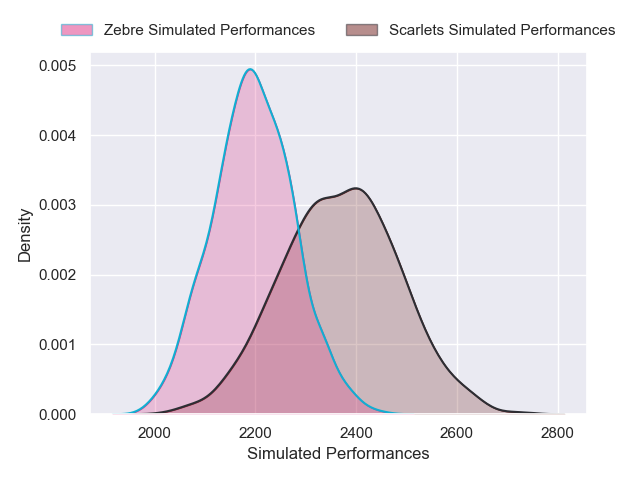 Zebre Simulated Performances Scarlets Simulated Performances
0.005
0.004
0.003
0.002
0.001
0.000
Density
2000 2200 2400 2600 2800
Simulated Performances